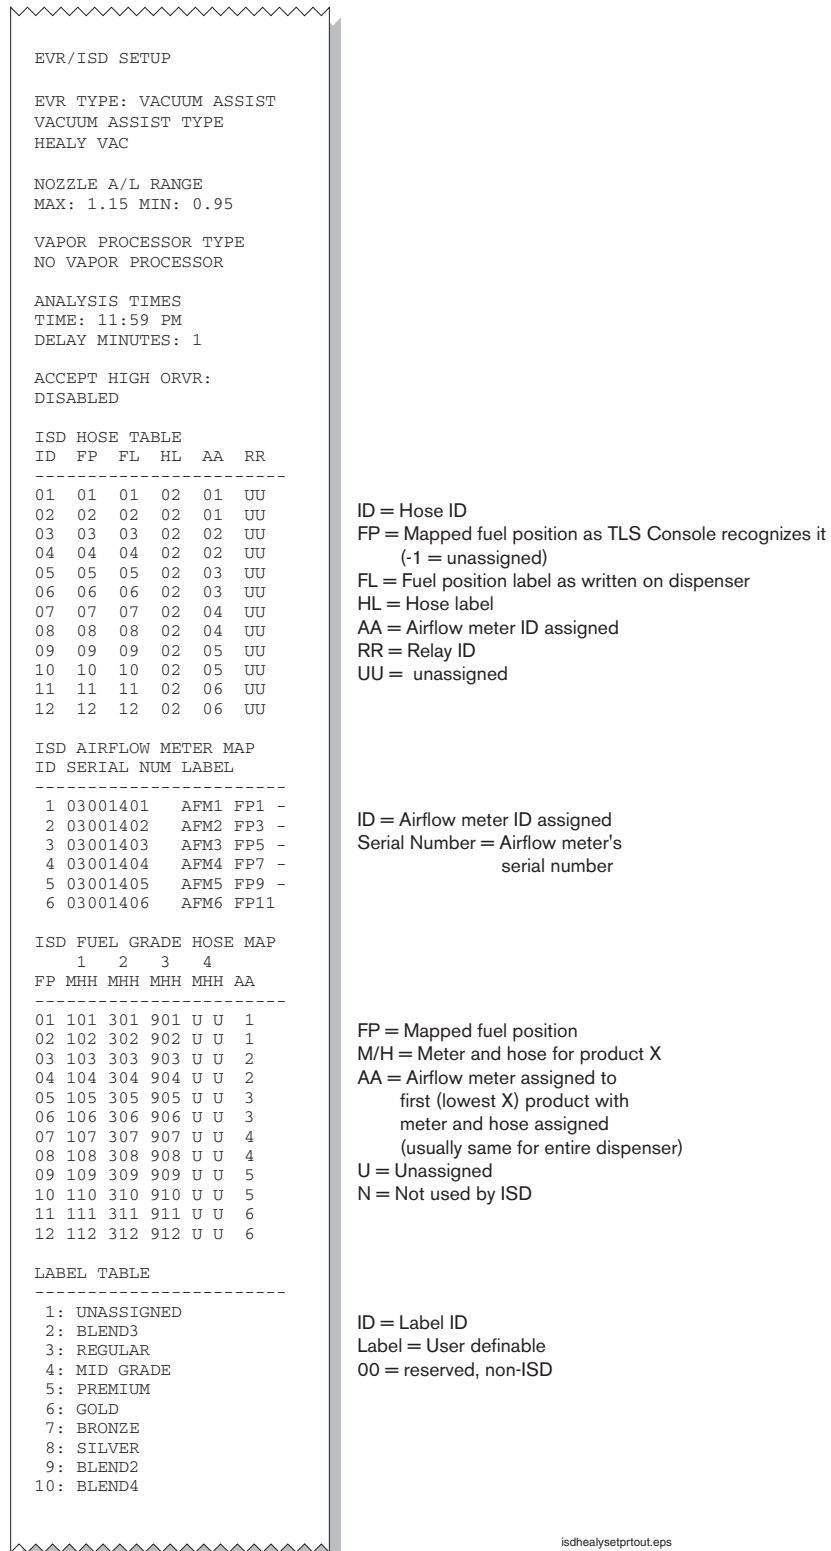 EVR/ISD SETUP
EVR TYPE: VACUUM ASSIST
VACUUM ASSIST TYPE
HEALY VAC
NOZZLE A/L RANGE
MAX: 1.15 MIN: 0.95
VAPOR PROCESSOR TYPE
NO VAPOR PROCESSOR
ANALYSIS TIMES
TIME: 11:59 PM
DELAY MINUTES: 1
ACCEPT HIGH ORVR:
DISABLED
ISD HOSE TABLE
ID FP FL HL AA RR
------------------------
01 01 01 02 01 UU
02 02 02 02 01 UU
03 03 03 02 02 UU
04 04 04 02 02 UU
05 05 05 02 03 UU
06 06 06 02 03 UU
07 07 07 02 04 UU
08 08 08 02 04 UU
09 09 09 02 05 UU
10 10 10 02 05 UU
11 11 11 02 06 UU
12 12 12 02 06 UU
ID = Hose ID
FP = Mapped fuel position as TLS Console recognizes it
(-1 = unassigned)
FL = Fuel position label as written on dispenser
HL = Hose label
AA = Airflow meter ID assigned
RR = Relay ID
UU = unassigned
ISD AIRFLOW METER MAP
ID SERIAL NUM LABEL
------------------------
1 03001401 AFM1 FP1 -
2 03001402 AFM2 FP3 -
3 03001403 AFM3 FP5 -
4 03001404 AFM4 FP7 -
5 03001405 AFM5 FP9 -
6 03001406 AFM6 FP11
ID = Airflow meter ID assigned
Serial Number = Airflow meter's
serial number
ISD FUEL GRADE HOSE MAP
1 2 3 4
FP MHH MHH MHH MHH AA
------------------------
01 101 301 901 U U 1
02 102 302 902 U U 1
03 103 303 903 U U 2
04 104 304 904 U U 2
05 105 305 905 U U 3
06 106 306 906 U U 3
07 107 307 907 U U 4
08 108 308 908 U U 4
09 109 309 909 U U 5
10 110 310 910 U U 5
11 111 311 911 U U 6
12 112 312 912 U U 6
FP = Mapped fuel position
M/H = Meter and hose for product X
AA = Airflow meter assigned to
first (lowest X) product with
meter and hose assigned
(usually same for entire dispenser)
U = Unassigned
N = Not used by ISD
LABEL TABLE
------------------------
1: UNASSIGNED
2: BLEND3
3: REGULAR
4: MID GRADE
5: PREMIUM
6: GOLD
7: BRONZE
8: SILVER
9: BLEND2
10: BLEND4
ID = Label ID
Label = User definable
00 = reserved, non-ISD
isdhealysetprtout.eps